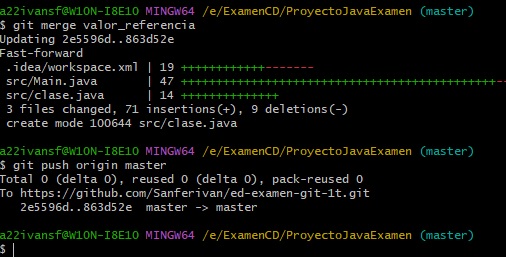 a22ivansf@W10N-I8E10 MINGW64 /e/ExamenCD/ProyectoJavaExamen (master)
$ git merge valor_referencia
Updating 2e5596d..863d52e
Fast-forward
 .idea/workspace.xml | 19 +++++++++++++-------
 src/Main.java       | 47 +++++++++++++++++++++++++++++++++++++++++++++--
 src/clase.java      | 14 ++++++++++++++
 3 files changed, 71 insertions(+), 9 deletions(-)
 create mode 100644 src/clase.java
a22ivansf@W10N-I8E10 MINGW64 /e/ExamenCD/ProyectoJavaExamen (master)
$ git push origin master
Total 0 (delta 0), reused 0 (delta 0), pack-reused 0
To https://github.com/Sanferivan/ed-examen-git-1t.git
   2e5596d..863d52e  master -> master
a22ivansf@W10N-I8E10 MINGW64 /e/ExamenCD/ProyectoJavaExamen (master)
$